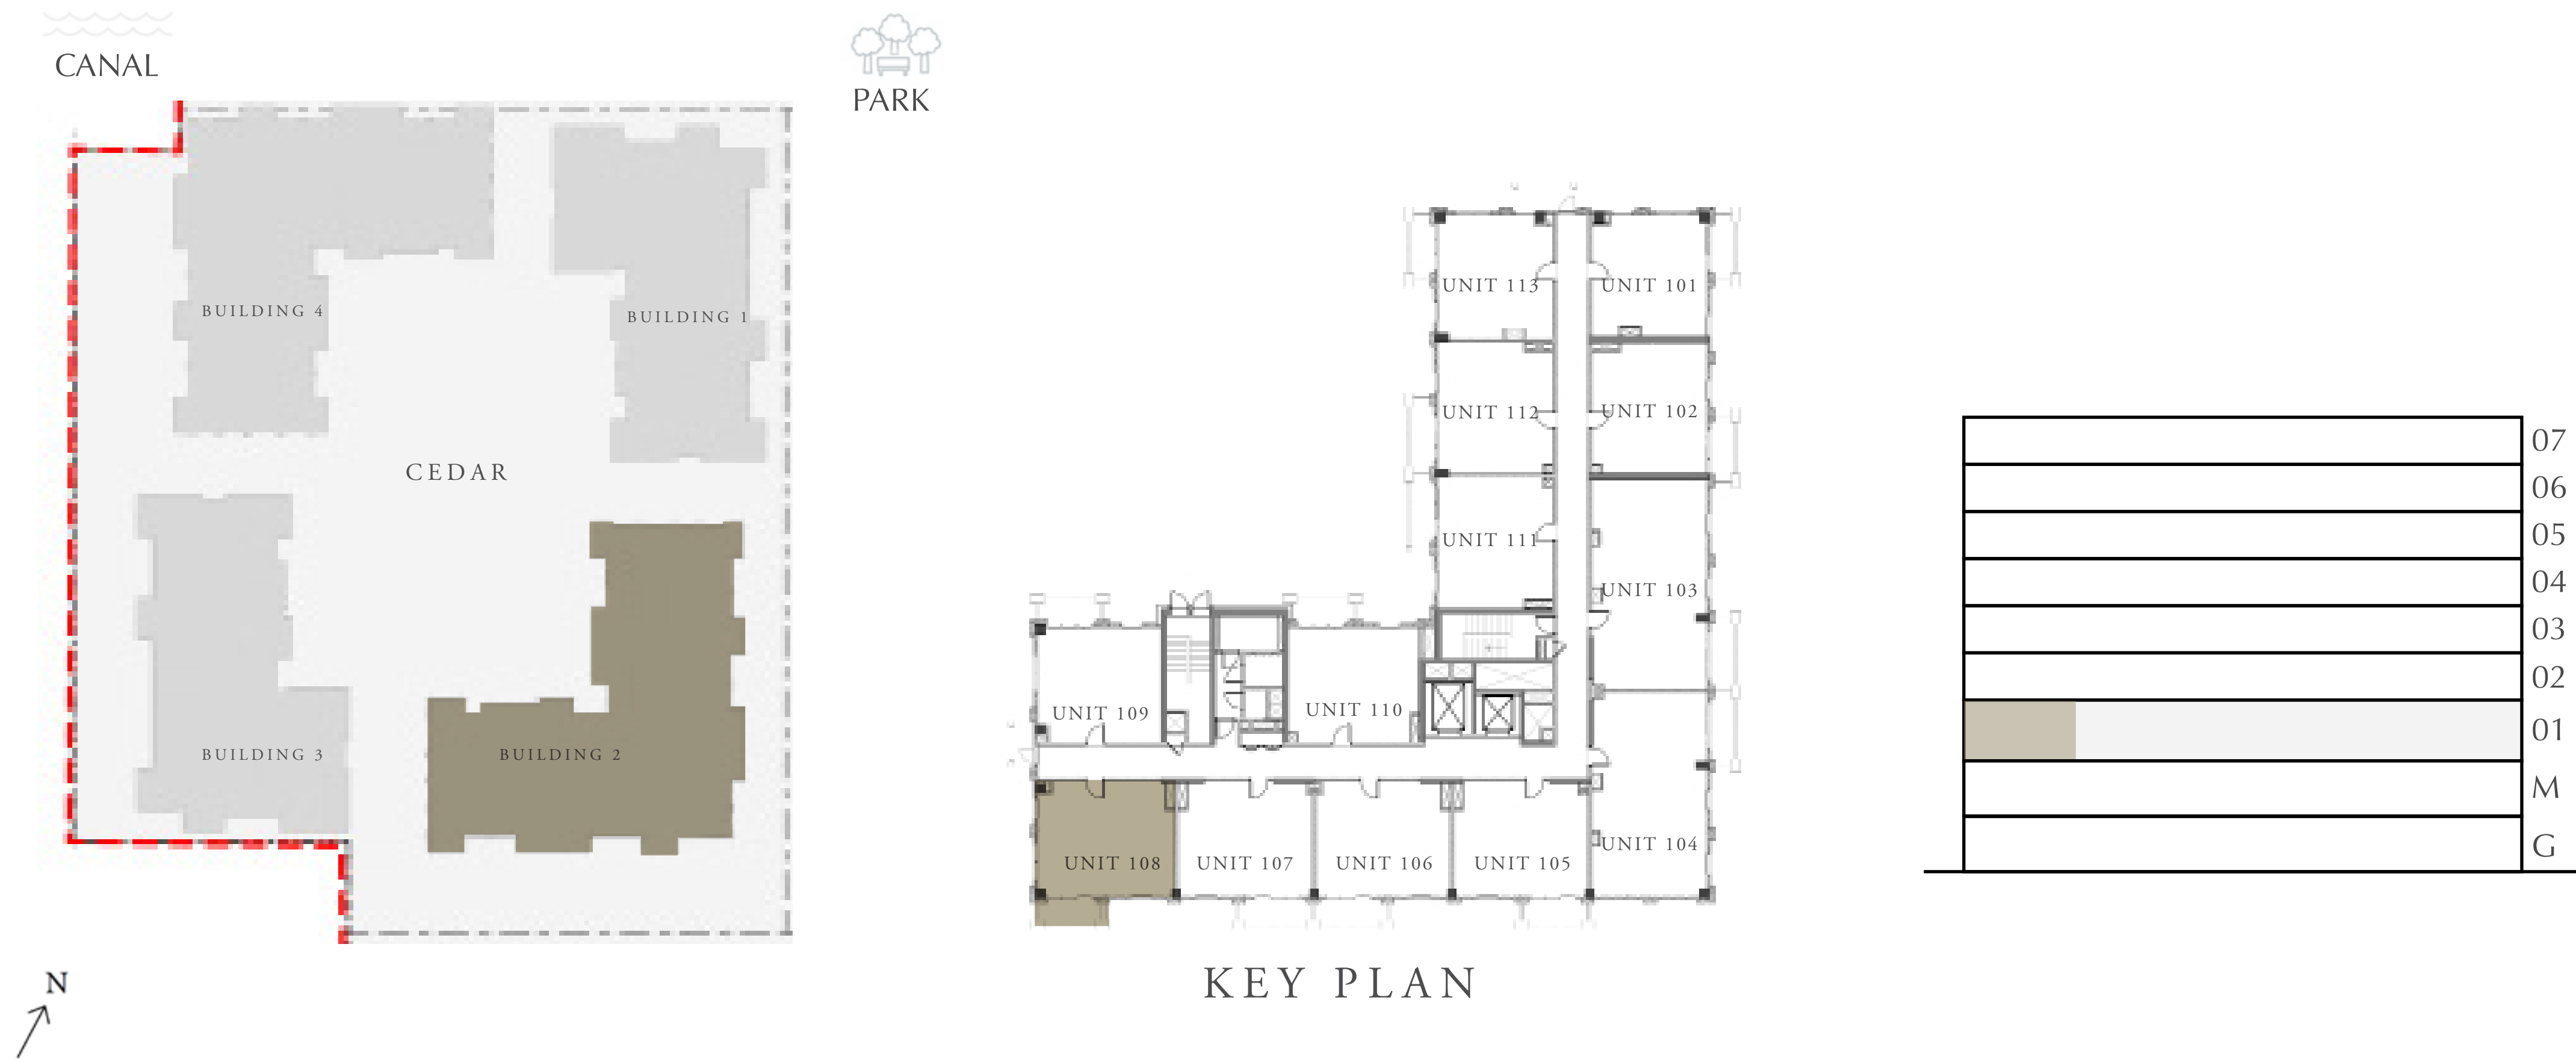 CANAL
PARK
BUILDING 4
BUILDING 1
CEDAR
BUILDING 3
BUILDING 2
N
UNIT 113
UNIT 101
UNIT 112
UNIT 102
UNIT 111
UNIT 103
UNIT 109
UNIT 110
UNIT 108
UNIT 107
UNIT 106
UNIT 105
UNIT 104
KEY PLAN
07
06
05
04
03
02
01
M
G